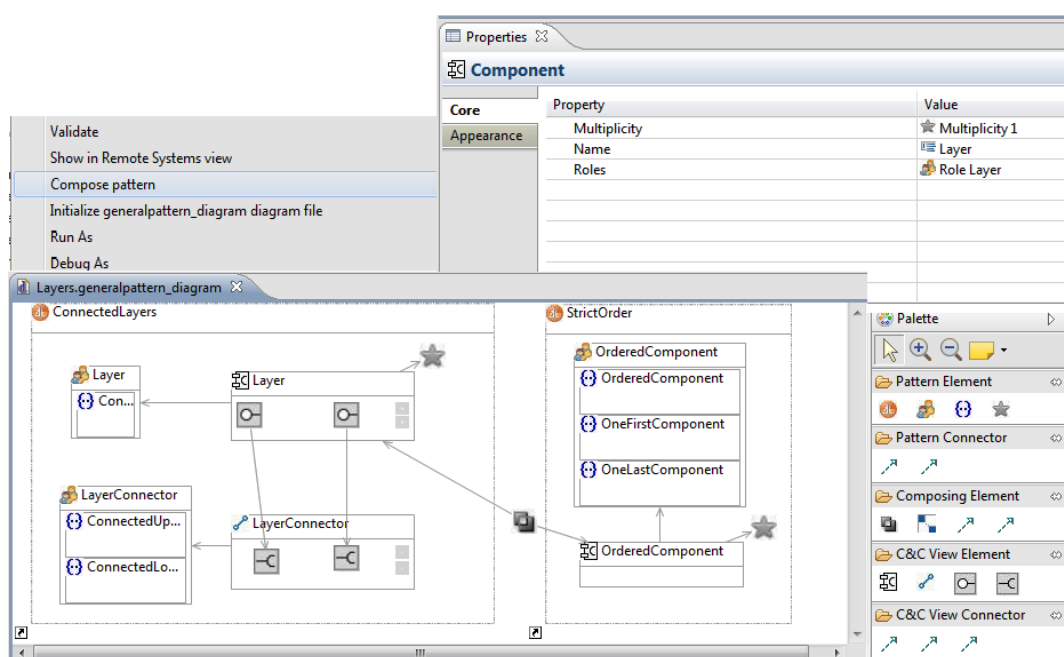 Properties
Component
Core
Appearance
Property Value
Multiplicity Multiplicity 1
Name Layer
Roles Role Layer
Validate
Show in Remote Systems view
Compose pattern
Initialize generalpattern_diagram diagram file
Run As
Debug As
Layers.generalpattern_diagram
ConnectedLayers
Layer
Con...
Layer
LayerConnector
ConnectedUp...
ConnectedLo...
LayerConnector
StrictOrder
OrderedComponent
OrderedComponent
OneFirstComponent
OneLastComponent
OrderedComponent
Palette
Pattern Element
Pattern Connector
Composing Element
C&C View Element
C&C View Connector